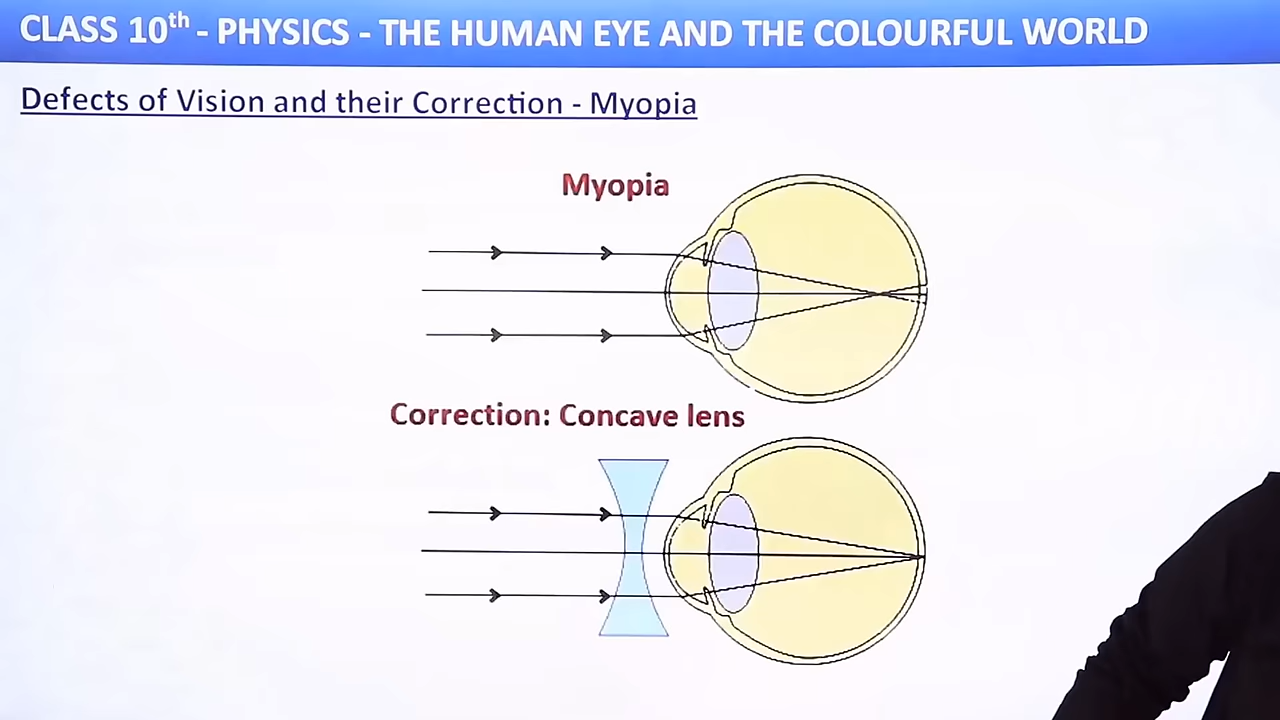 CLASS 10th - PHYSICS - THE HUMAN EYE AND THE COLOURFUL WORLD
Defects of Vision and their Correction - Myopia
Myopia
Correction: Concave lens